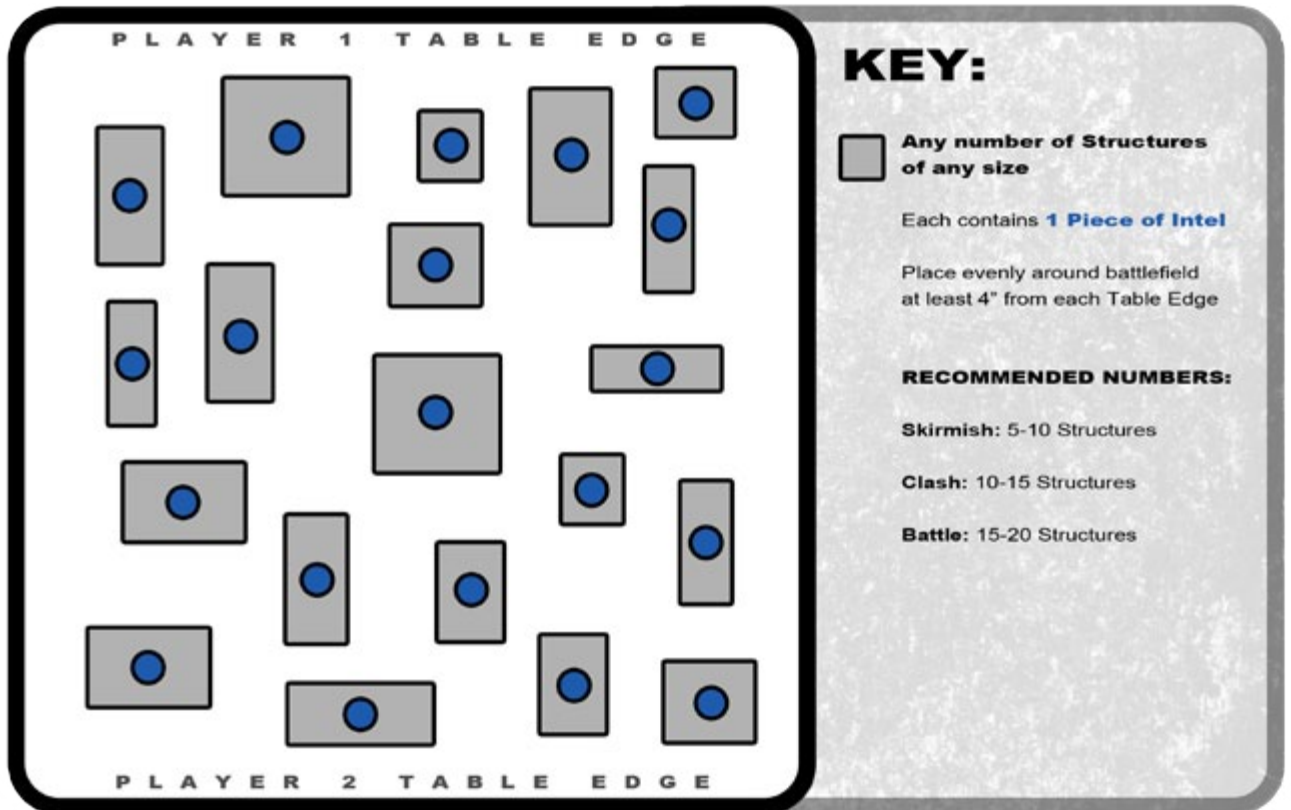 PLAYER 1 TABLE EDGE
PLAYER 2 TABLE EDGE
KEY:
Any number of Structures
of any size
Each contains 1 Piece of Intel
Place evenly around battlefield
at least 4" from each Table Edge
RECOMMENDED NUMBERS:
Skirmish: 5-10 Structures
Clash: 10-15 Structures
Battle: 15-20 Structures